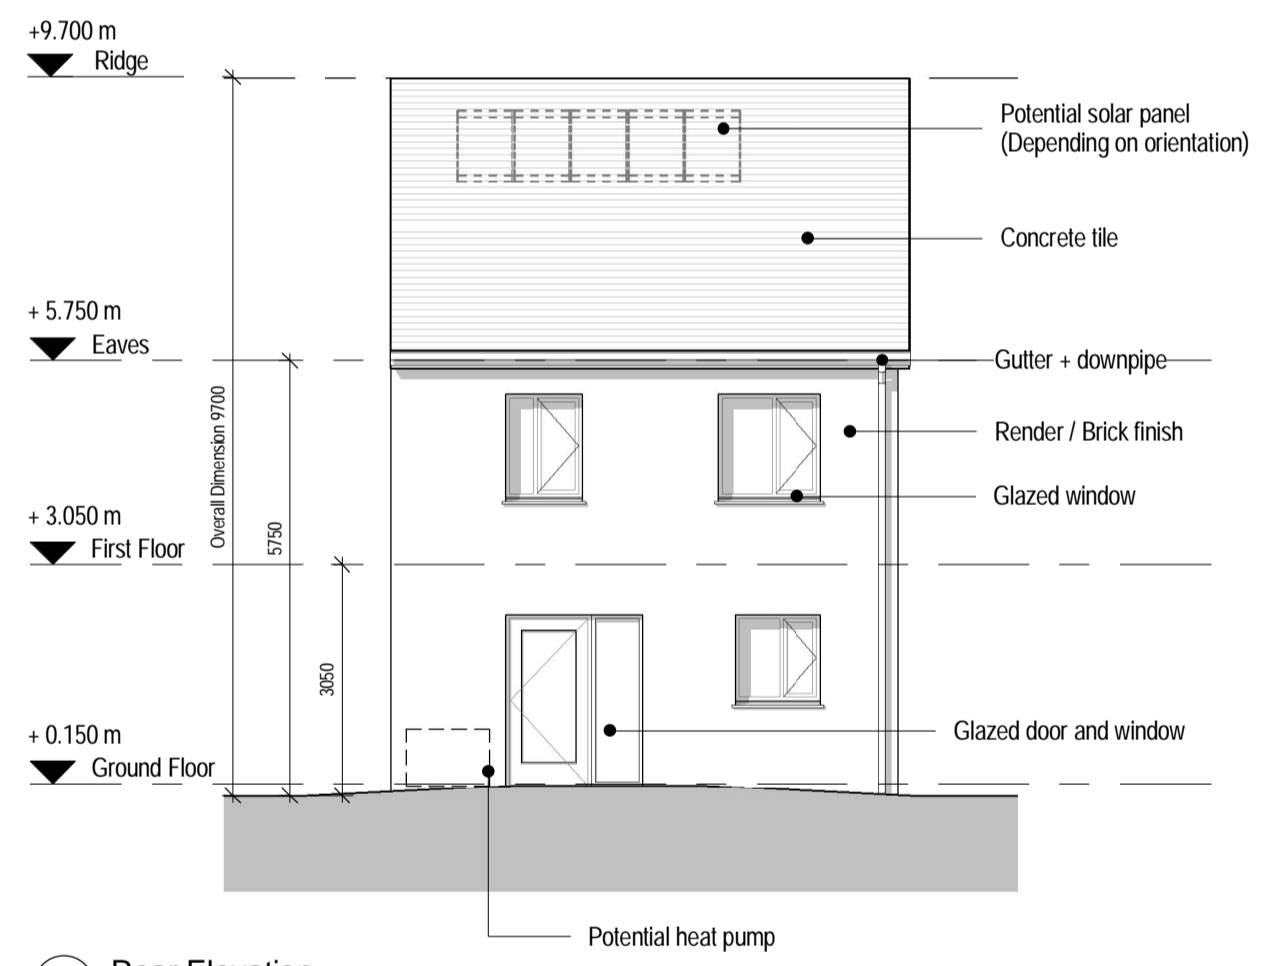 +9.700 m
Ridge
Potential solar panel
(Depending on orientation)
Concrete tile
+ 5.750 m
Eaves
Gutter + downpipe
Overall Dimension 9700
Render / Brick finish
Glazed window
+ 3.050 m
First Floor
5750
3050
+ 0.150 m
Ground Floor
Glazed door and window
Potential heat pump
Rear Elevation